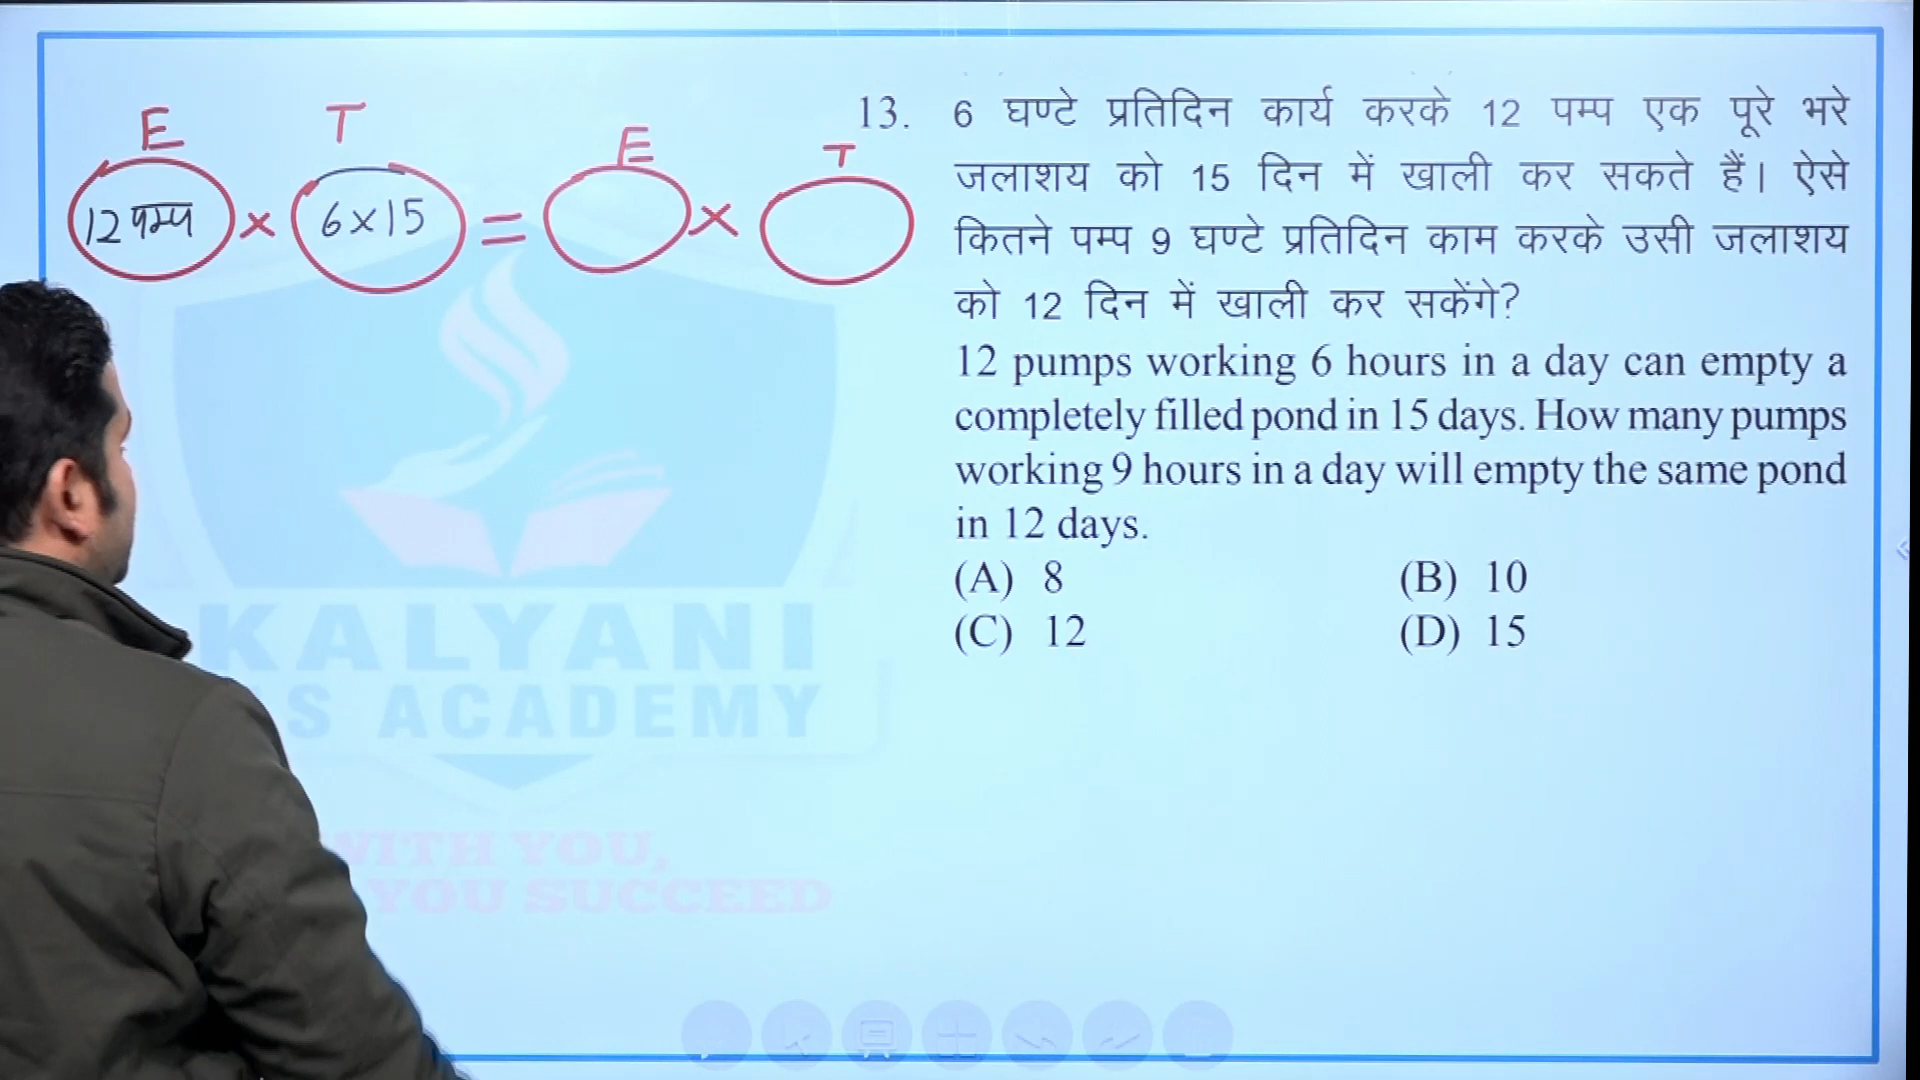 E T E T
12 पम्प × 6×15 = ×
13. 6 घण्टे प्रतिदिन कार्य करके 12 पम्प एक पूरे भरे
जलाशय को 15 दिन में खाली कर सकते हैं। ऐसे
कितने पम्प 9 घण्टे प्रतिदिन काम करके उसी जलाशय
को 12 दिन में खाली कर सकेंगे?
12 pumps working 6 hours in a day can empty a
completely filled pond in 15 days. How many pumps
working 9 hours in a day will empty the same pond
in 12 days.
(A) 8 (B) 10
(C) 12 (D) 15
KALYANI
S ACADEMY
WITH YOU,
YOU SUCCEED